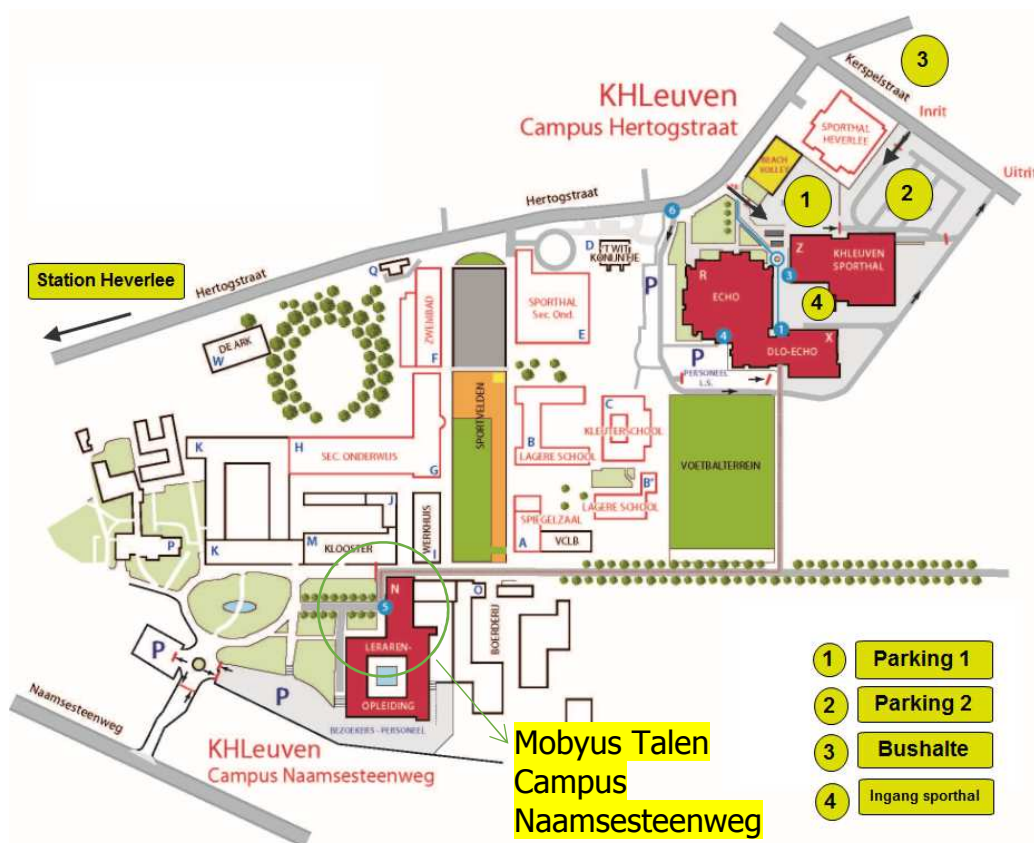 3
Kerspelstraat
KHLeuven
Campus Hertogstraat
Inrit
SPORTHAL
HEVERLEE
Uitrit
BEACH
VOLLEY
1
2
Hertogstraat
6
D
'T WIT
KONIJNTJE
Z
KHLEUVEN
SPORTHAL
Station Heverlee
Hertogstraat
Q
P
R
ECHO
3
4
SPORTHAL
Sec. Ond.
E
ZWEMBAD
F
4
1
X
DLO-ECHO
DE ARK
W
P
PERSONEEL
L.S.
SPORTVELDEN
C
KLEUTERSCHOOL
B
LAGERE SCHOOL
VOETBALTERREIN
K
H
SEC. ONDERWIJS
G
B'
LAGERE SCHOOL
J
WERKHUIS
I
SPIEGELZAAL
A
VCLB
P
K
M
KLOOSTER
N
5
O
BOERDERIJ
LERAREN-
OPLEIDING
P
P
BEZOEKERS - PERSONEEL
Naamsesteenweg
KHLeuven
Campus Naamsesteenweg
Mobyus Talen
Campus
Naamsesteenweg
1 Parking 1
2 Parking 2
3 Bushalte
4 Ingang sporthal